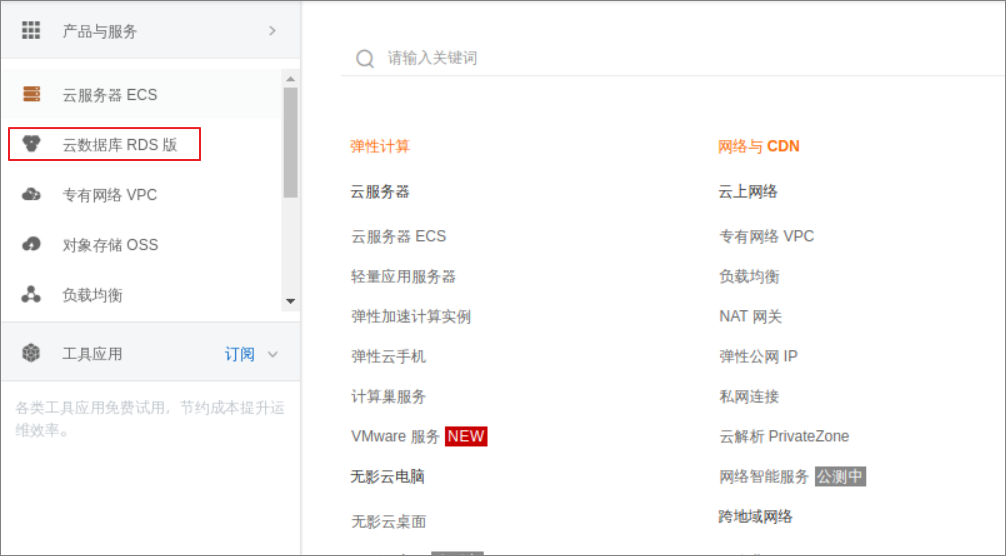 产品与服务
云服务器 ECS
云数据库 RDS 版
专有网络 VPC
对象存储 OSS
负载均衡
工具应用
订阅
各类工具应用免费试用，节约成本提升运
维效率。
请输入关键词
弹性计算
云服务器
云服务器 ECS
轻量应用服务器
弹性加速计算实例
弹性云手机
计算巢服务
VMware 服务 NEW
无影云电脑
无影云桌面
网络与 CDN
云上网络
专有网络 VPC
负载均衡
NAT 网关
弹性公网 IP
私网连接
云解析 PrivateZone
网络智能服务 公测中
跨地域网络